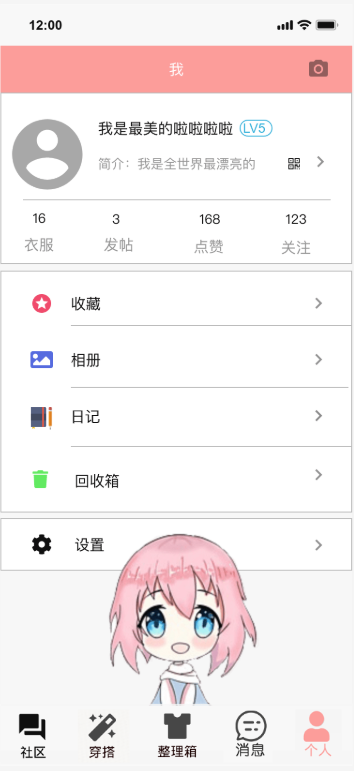 12:00
我
我是最美的啦啦啦啦 LV5
简介：我是全世界最漂亮的
16 3 168 123
衣服 发帖 点赞 关注
收藏
相册
日记
回收箱
设置
社区 穿搭 整理箱 消息 个人